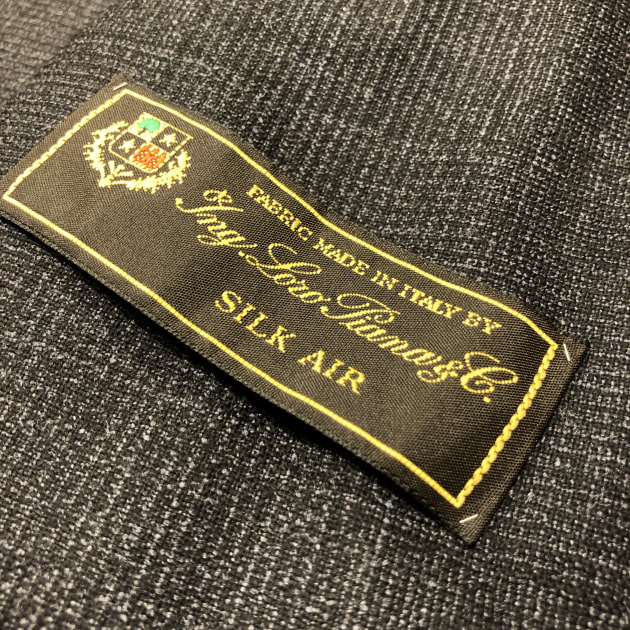 FABRIC MADE IN ITALY BY
Ing. Loro Piana & C.
SILK AIR